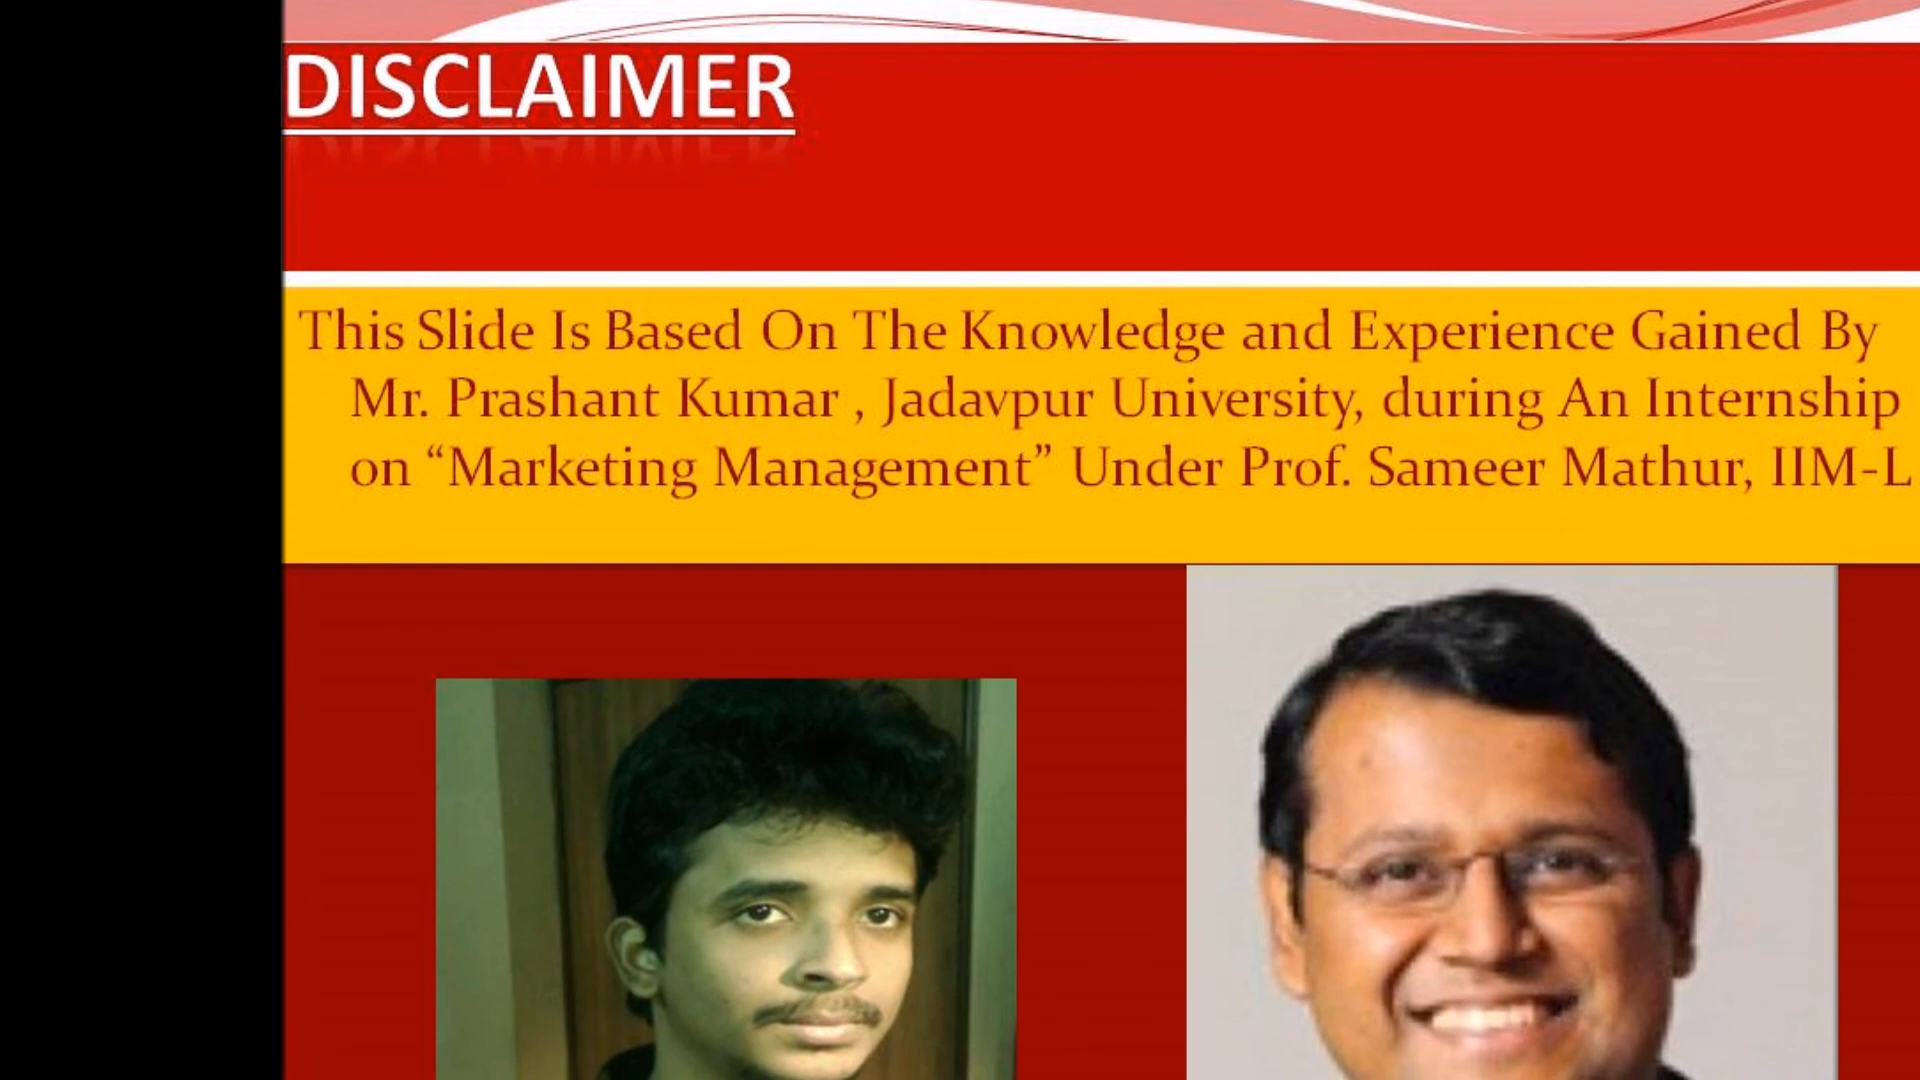 DISCLAIMER
This Slide Is Based On The Knowledge and Experience Gained By
Mr. Prashant Kumar , Jadavpur University, during An Internship
on “Marketing Management” Under Prof. Sameer Mathur, IIM-L